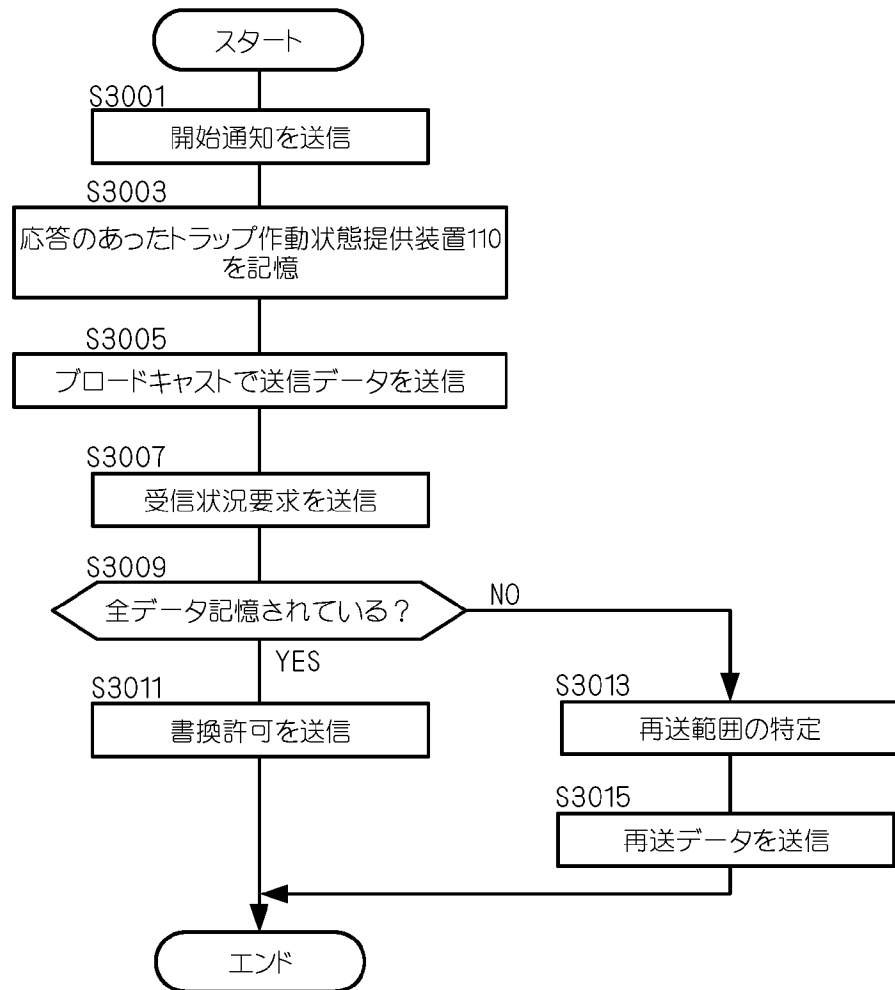 スタート
S3001
開始通知を送信
S3003
応答のあったトラップ作動状態提供装置110
を記憶
S3005
ブロードキャストで送信データを送信
S3007
受信状況要求を送信
S3009
全データ記憶されている？
NO
YES
S3011
書換許可を送信
S3013
再送範囲の特定
S3015
再送データを送信
エンド